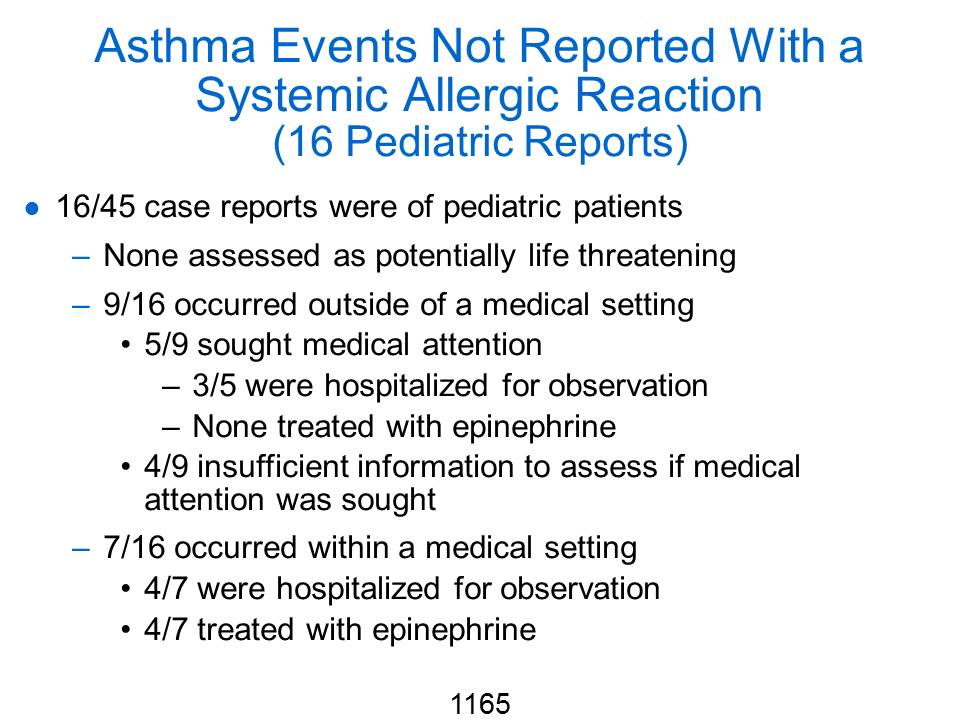 Asthma Events Not Reported With a
Systemic Allergic Reaction
(16 Pediatric Reports)
● 16/45 case reports were of pediatric patients
– None assessed as potentially life threatening
– 9/16 occurred outside of a medical setting
• 5/9 sought medical attention
– 3/5 were hospitalized for observation
– None treated with epinephrine
• 4/9 insufficient information to assess if medical
attention was sought
– 7/16 occurred within a medical setting
• 4/7 were hospitalized for observation
• 4/7 treated with epinephrine
1165